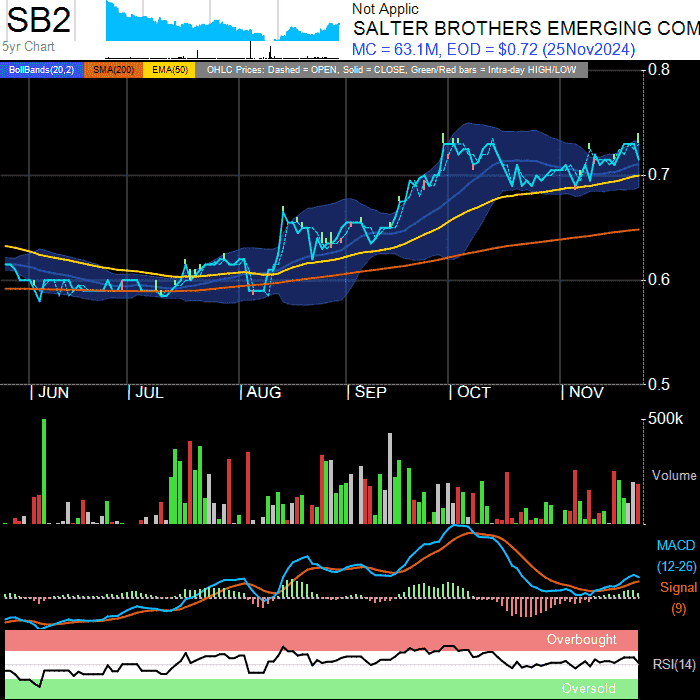 SB2
5yr Chart
Not Applic
SALTER BROTHERS EMERGING COM
MC = 63.1M, EOD = $0.72 (25Nov2024)
BollBands(20,2) SMA(200) EMA(50) OHLC Prices: Dashed = OPEN, Solid = CLOSE, Green/Red bars = Intra-day HIGH/LOW
0.8
0.7
0.6
0.5
| JUN | JUL | AUG | SEP | OCT | NOV
500k
Volume
MACD
(12-26)
Signal
(9)
Overbought
RSI(14)
Oversold